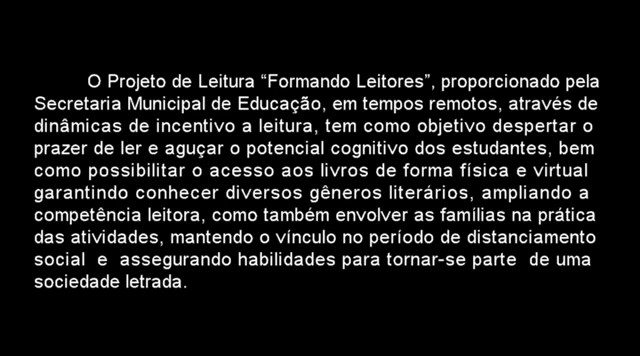 O Projeto de Leitura “Formando Leitores”, proporcionado pela
Secretaria Municipal de Educação, em tempos remotos, através de
dinâmicas de incentivo a leitura, tem como objetivo despertar o
prazer de ler e aguçar o potencial cognitivo dos estudantes, bem
como possibilitar o acesso aos livros de forma física e virtual
garantindo conhecer diversos gêneros literários, ampliando a
competência leitora, como também envolver as famílias na prática
das atividades, mantendo o vínculo no período de distanciamento
social e assegurando habilidades para tornar-se parte de uma
sociedade letrada.